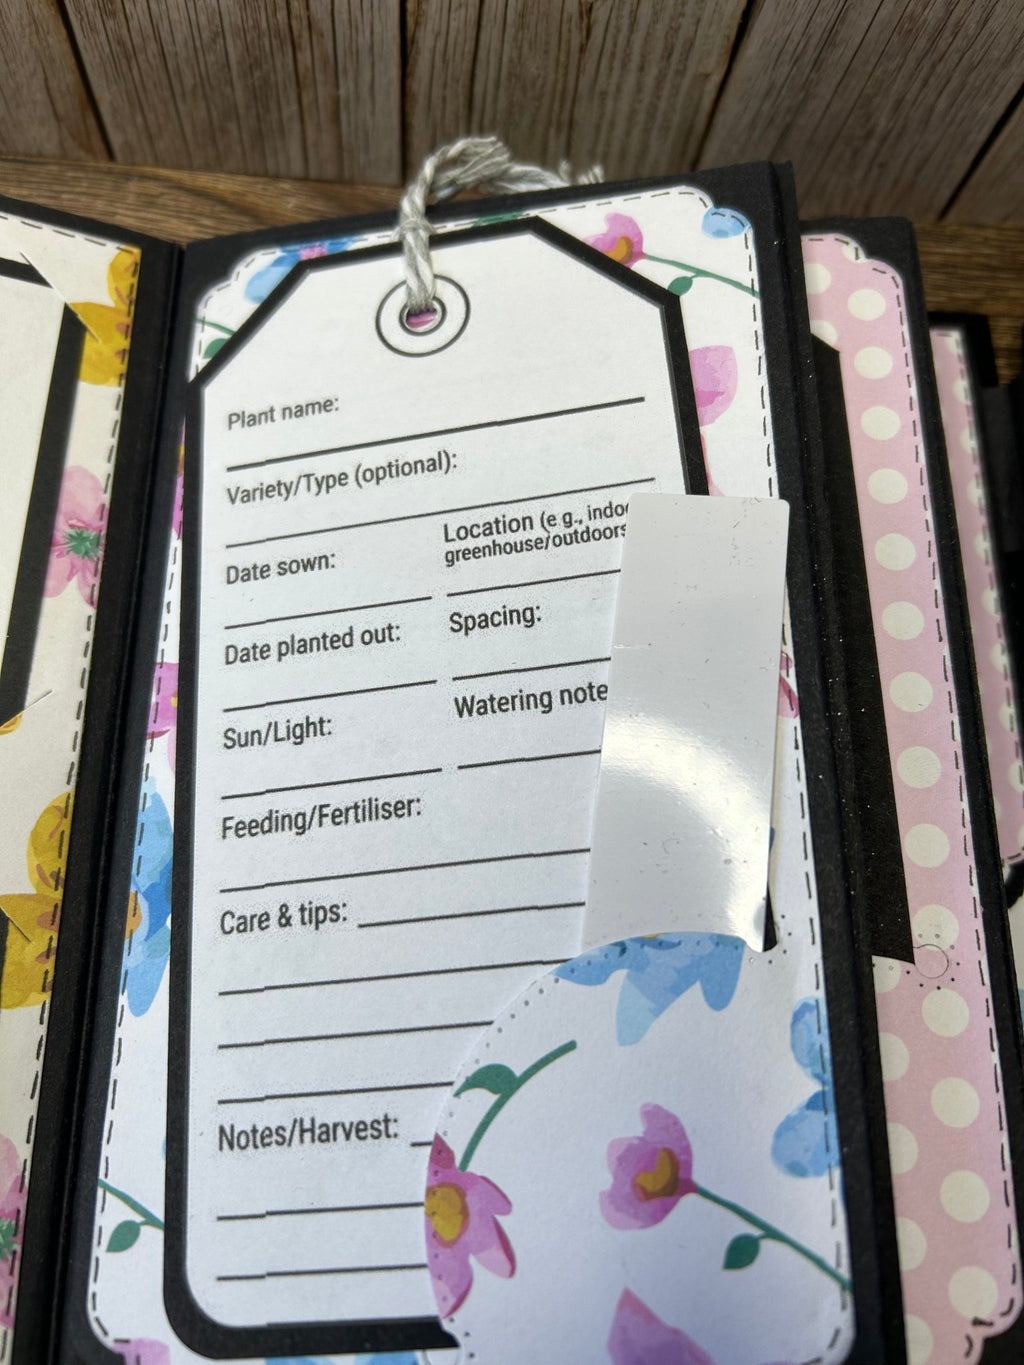 Plant name:
Variety/Type (optional):
Date sown:
Location (e g., indoo
greenhouse/outdoors
Date planted out:
Spacing:
Sun/Light:
Watering note
Feeding/Fertiliser:
Care & tips:
Notes/Harvest: